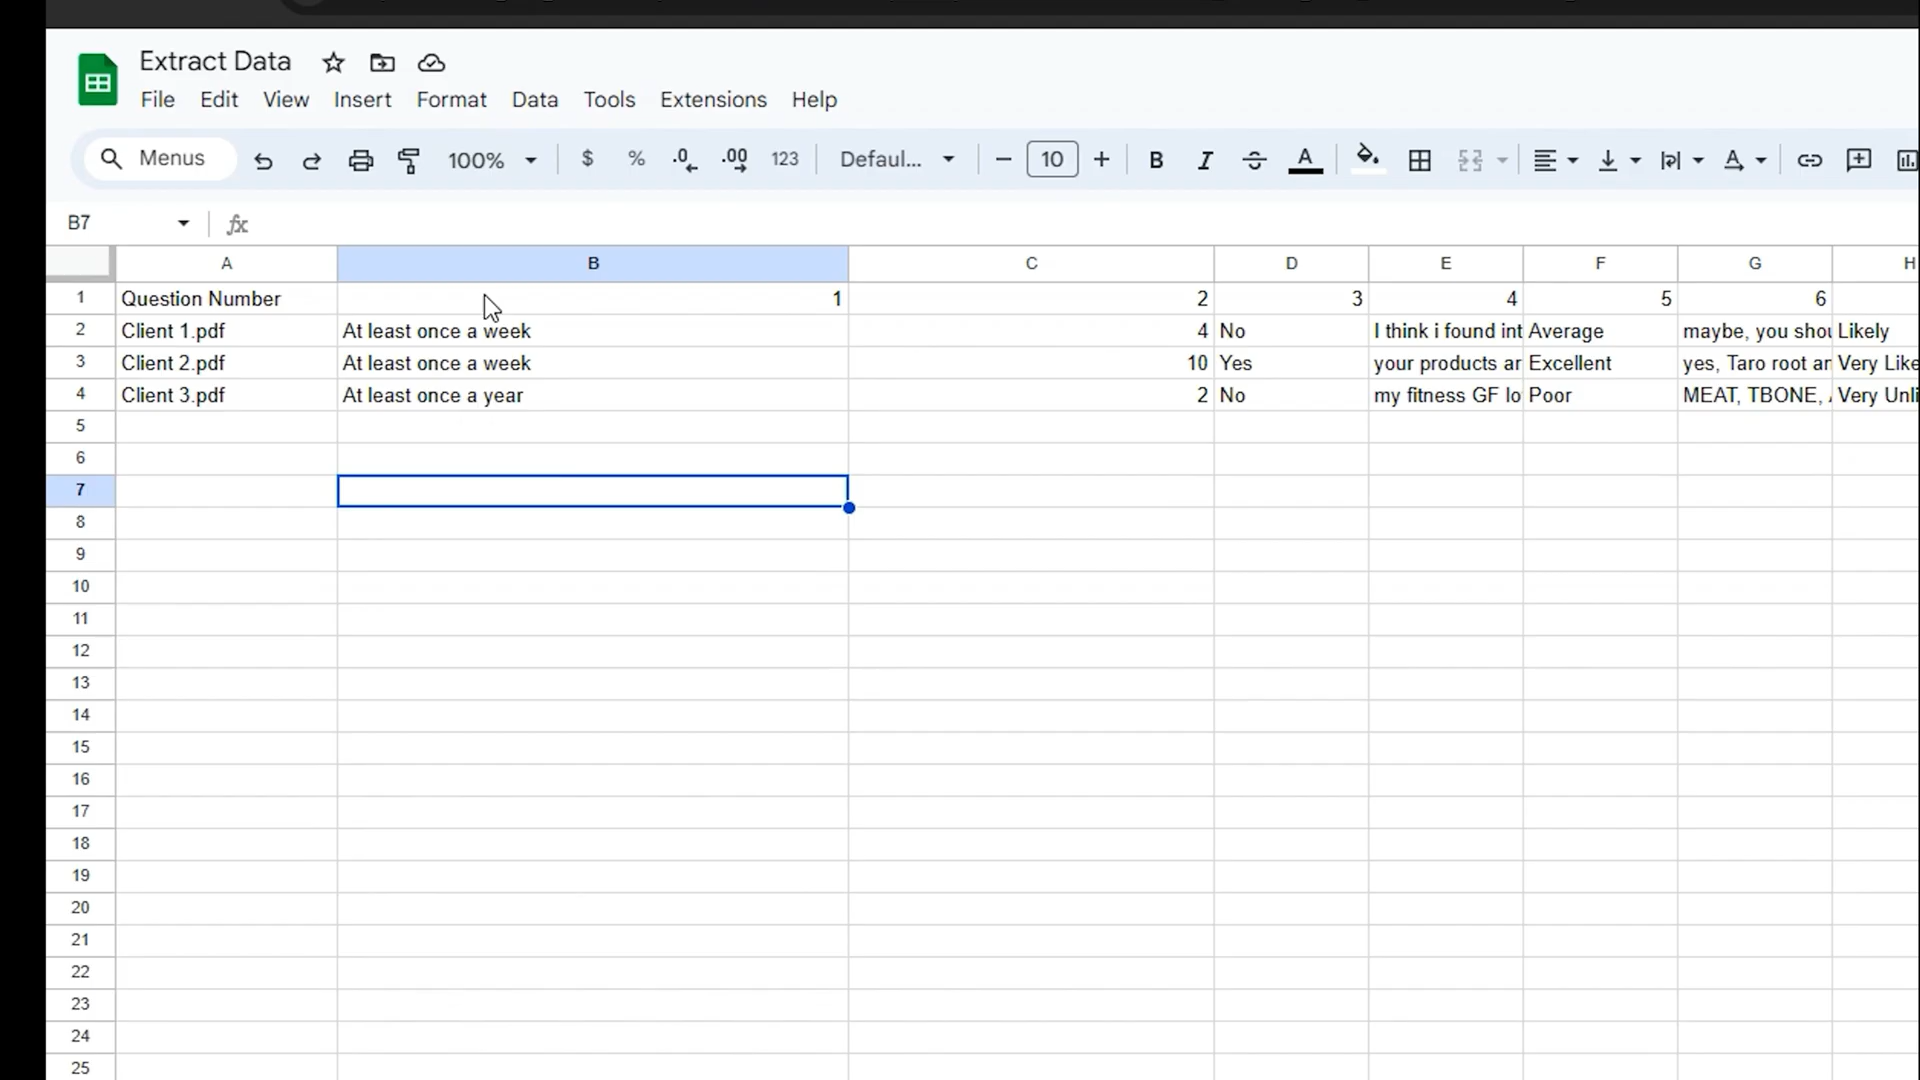 Extract Data
File Edit View Insert Format Data Tools Extensions Help
Menus 100% $ % .0 .00 123 Defaul... 10 B I A A
B7 fx
A B C D E F G H
1 Question Number 1 2 3 4 5 6
2 Client 1.pdf At least once a week 4 No I think i found int Average maybe, you shou Likely
3 Client 2.pdf At least once a week 10 Yes your products ar Excellent yes, Taro root an Very Like
4 Client 3.pdf At least once a year 2 No my fitness GF lo Poor MEAT, TBONE, Very Unli
5
6
7
8
9
10
11
12
13
14
15
16
17
18
19
20
21
22
23
24
25